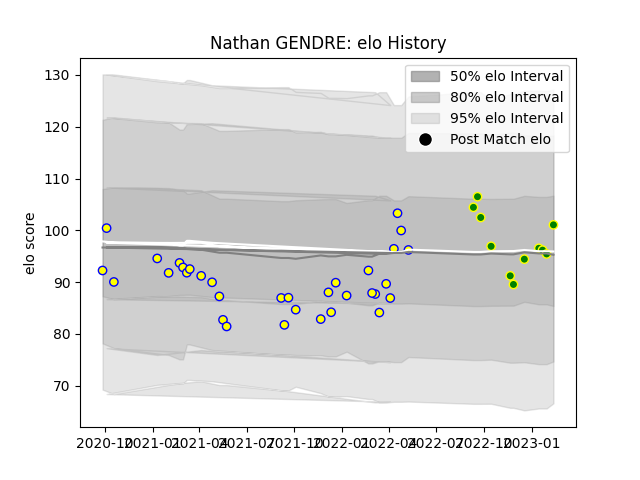 Nathan GENDRE: elo History
130
120
110
100
90
80
70
elo score
50% elo Interval
80% elo Interval
95% elo Interval
Post Match elo
2020-10 2021-01 2021-04 2021-07 2021-10 2022-01 2022-04 2022-07 2022-10 2023-01